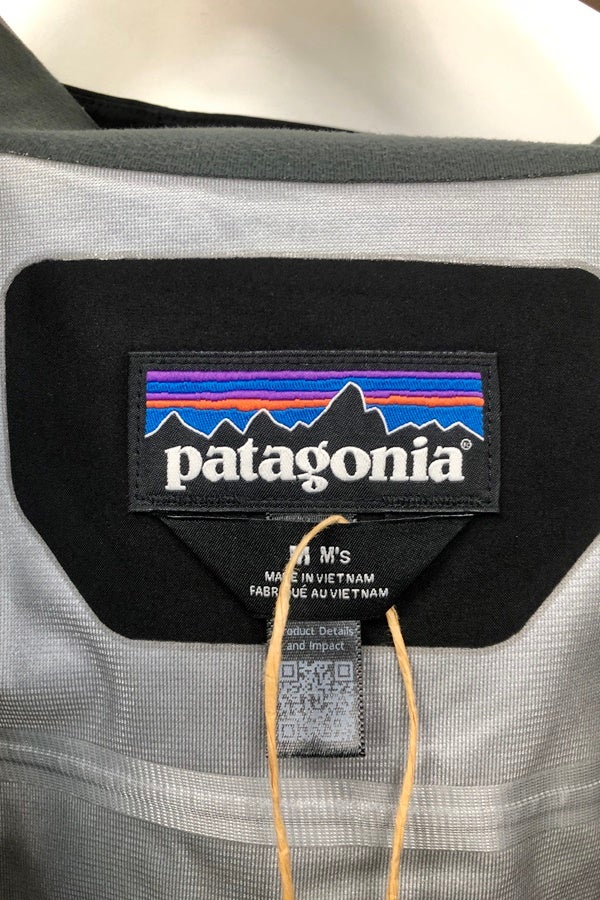 patagonia®
M M's
MADE IN VIETNAM
FABRIQUÉ AU VIETNAM
Product Details
and Impact